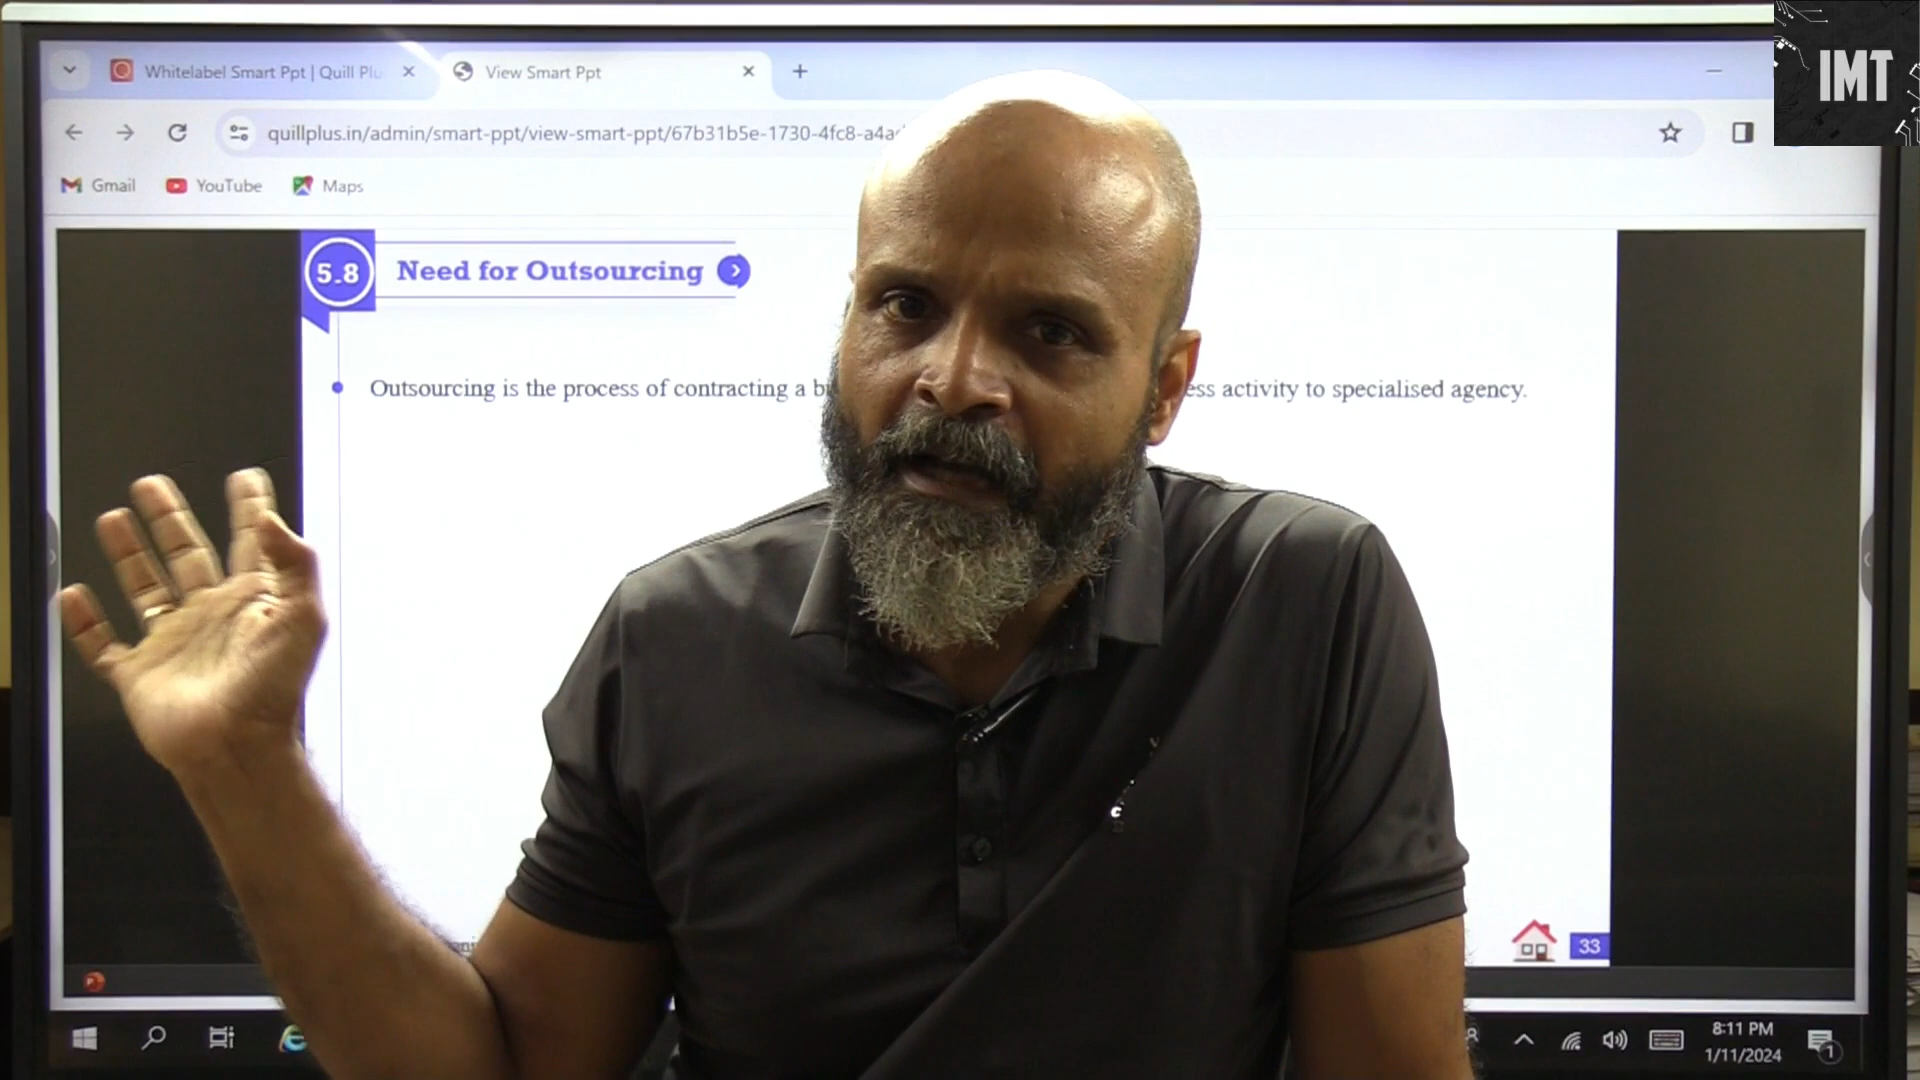 IMT
Whitelabel Smart Ppt | Quill Plu
View Smart Ppt
quillplus.in/admin/smart-ppt/view-smart-ppt/67b31b5e-1730-4fc8-a4a
Gmail
YouTube
Maps
5.8 Need for Outsourcing
Outsourcing is the process of contracting a b ess activity to specialised agency.
33
8:11 PM
1/11/2024
1